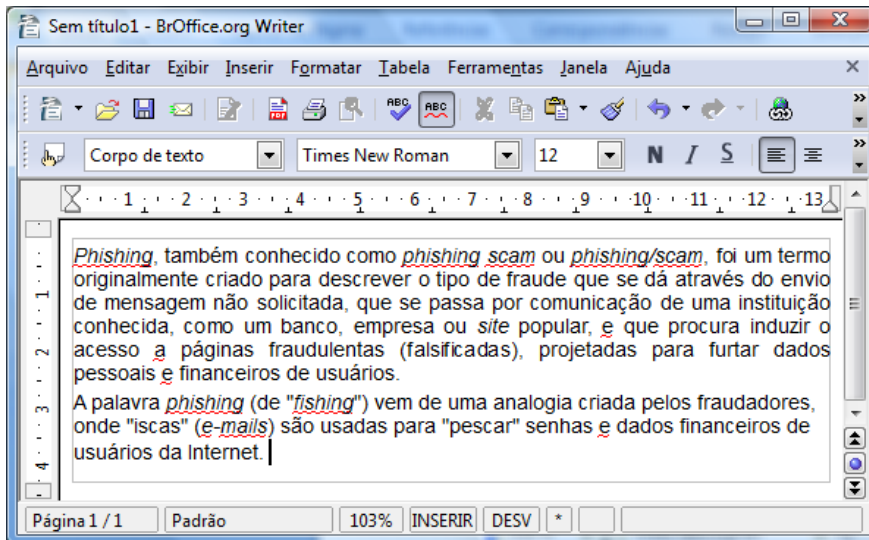 Sem título1 - BrOffice.org Writer
Arquivo Editar Exibir Inserir Formatar Tabela Ferramentas Janela Ajuda
ABC ABC
Corpo de texto Times New Roman 12 N I S
1 2 3 4 5 6 7 8 9 10 11 12 13
Phishing, também conhecido como phishing scam ou phishing/scam, foi um termo
originalmente criado para descrever o tipo de fraude que se dá através do envio
de mensagem não solicitada, que se passa por comunicação de uma instituição
conhecida, como um banco, empresa ou site popular, e que procura induzir o
acesso a páginas fraudulentas (falsificadas), projetadas para furtar dados
pessoais e financeiros de usuários.
A palavra phishing (de "fishing") vem de uma analogia criada pelos fraudadores,
onde "iscas" (e-mails) são usadas para "pescar" senhas e dados financeiros de
usuários da Internet.
1
2
3
4
Página 1 / 1 Padrão 103% INSERIR DESV *